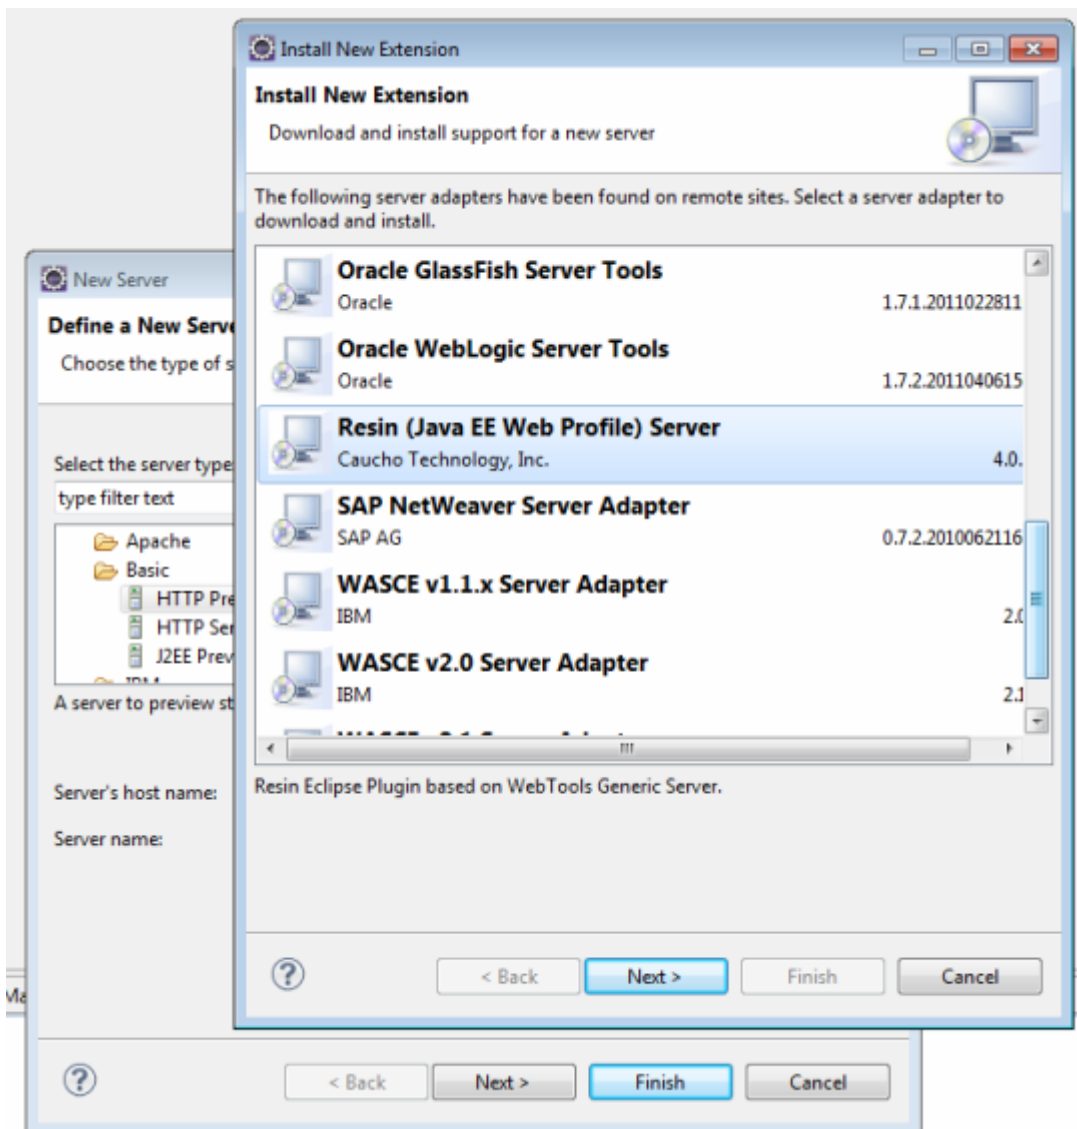 Install New Extension
Install New Extension
Download and install support for a new server
The following server adapters have been found on remote sites. Select a server adapter to
download and install.
Oracle GlassFish Server Tools
Oracle
1.7.1.2011022811
Oracle WebLogic Server Tools
Oracle
1.7.2.2011040615
Resin (Java EE Web Profile) Server
Caucho Technology, Inc.
4.0.
SAP NetWeaver Server Adapter
SAP AG
0.7.2.2010062116
WASCE v1.1.x Server Adapter
IBM
2.0
WASCE v2.0 Server Adapter
IBM
2.1
Resin Eclipse Plugin based on WebTools Generic Server.
< Back
Next >
Finish
Cancel
New Server
Define a New Serve
Choose the type of s
Select the server type
type filter text
Apache
Basic
HTTP Pre
HTTP Ser
J2EE Prev
A server to preview st
Server's host name:
Server name:
< Back
Next >
Finish
Cancel